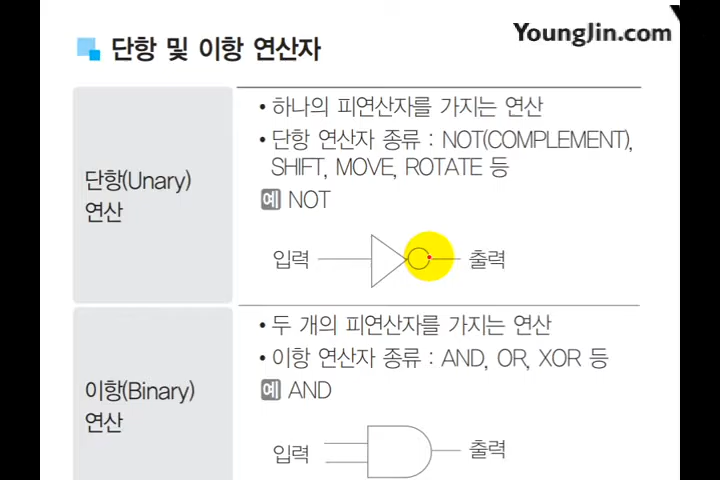 YoungJin.com
단항 및 이항 연산자
단항(Unary)
연산
• 하나의 피연산자를 가지는 연산
• 단항 연산자 종류 : NOT(COMPLEMENT),
SHIFT, MOVE, ROTATE 등
예 NOT
입력
출력
이항(Binary)
연산
• 두 개의 피연산자를 가지는 연산
• 이항 연산자 종류 : AND, OR, XOR 등
예 AND
입력
출력